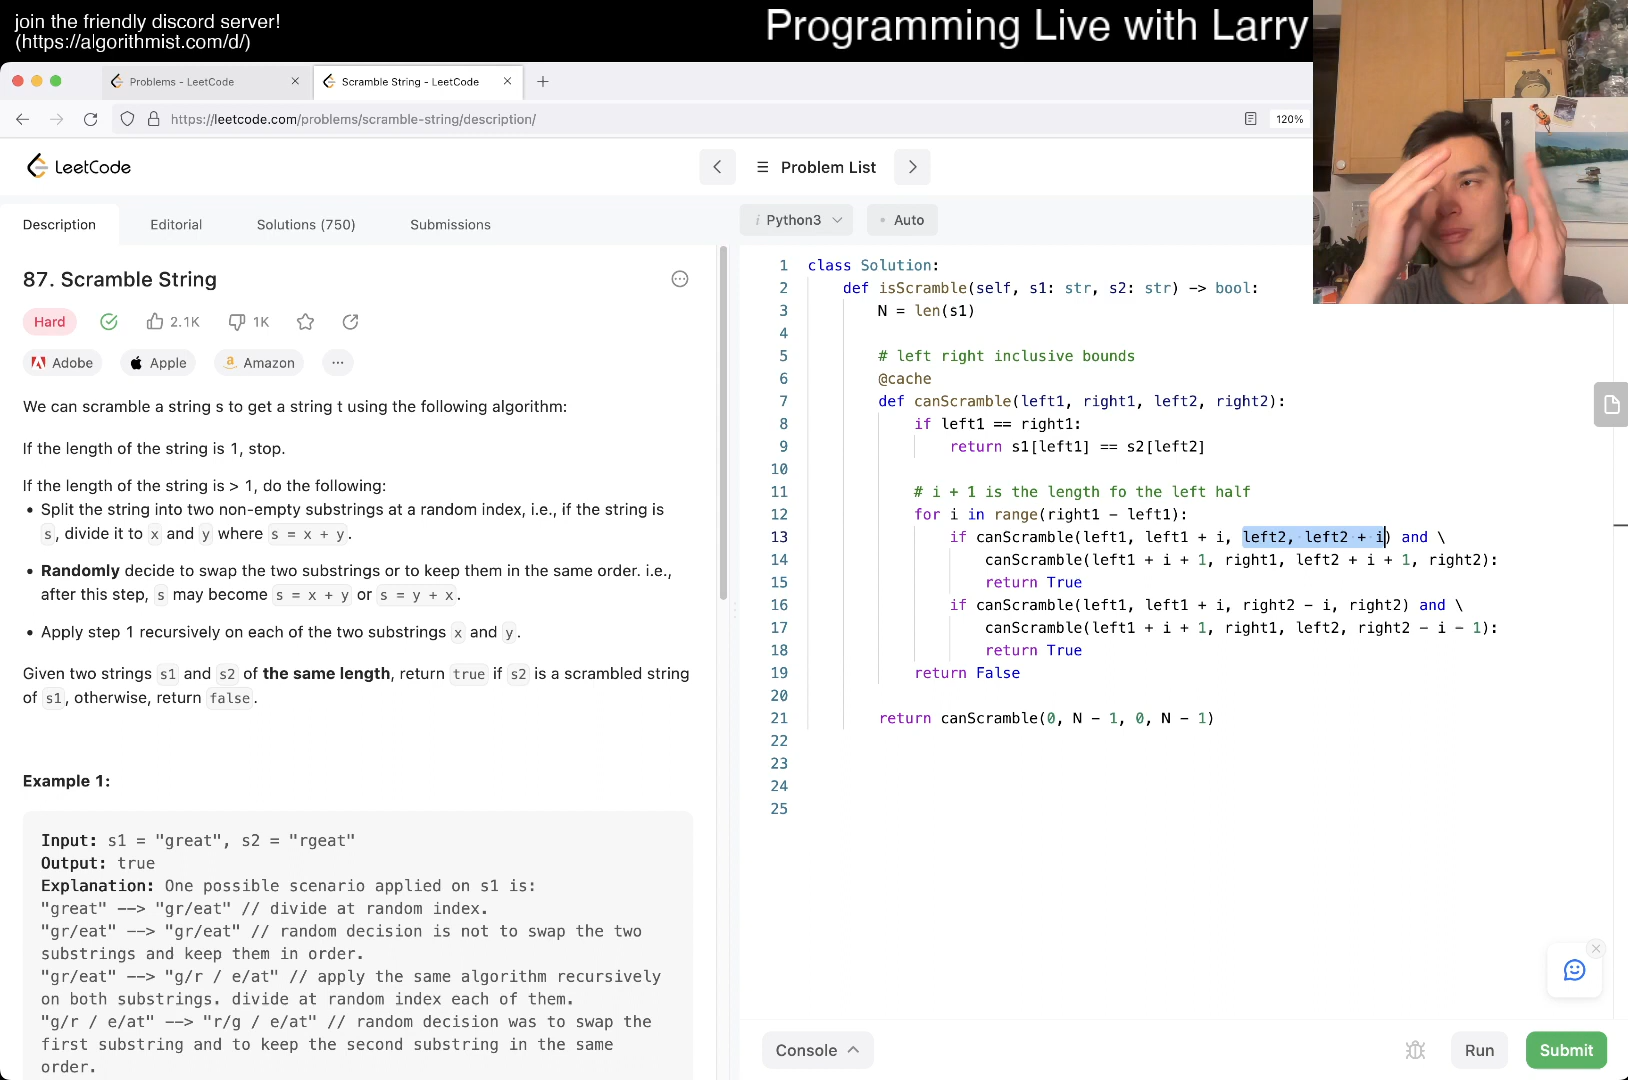 join the friendly discord server!
(https://algorithmist.com/d/)
Programming Live with Larry
Problems - LeetCode
Scramble String - LeetCode
https://leetcode.com/problems/scramble-string/description/
120%
LeetCode
Problem List
Description
Editorial
Solutions (750)
Submissions
87. Scramble String
Hard
2.1K
1K
Adobe
Apple
Amazon
We can scramble a string s to get a string t using the following algorithm:
If the length of the string is 1, stop.
If the length of the string is > 1, do the following:
• Split the string into two non-empty substrings at a random index, i.e., if the string is
s, divide it to x and y where s = x + y.
• Randomly decide to swap the two substrings or to keep them in the same order. i.e.,
after this step, s may become s = x + y or s = y + x.
• Apply step 1 recursively on each of the two substrings x and y.
Given two strings s1 and s2 of the same length, return true if s2 is a scrambled string
of s1, otherwise, return false.
Example 1:
Input: s1 = "great", s2 = "rgeat"
Output: true
Explanation: One possible scenario applied on s1 is:
"great" --> "gr/eat" // divide at random index.
"gr/eat" --> "gr/eat" // random decision is not to swap the two
substrings and keep them in order.
"gr/eat" --> "g/r / e/at" // apply the same algorithm recursively
on both substrings. divide at random index each of them.
"g/r / e/at" --> "r/g / e/at" // random decision was to swap the
first substring and to keep the second substring in the same
order.
i Python3
• Auto
1 class Solution:
2 def isScramble(self, s1: str, s2: str) -> bool:
3 N = len(s1)
4
5 # left right inclusive bounds
6 @cache
7 def canScramble(left1, right1, left2, right2):
8 if left1 == right1:
9 return s1[left1] == s2[left2]
10
11 # i + 1 is the length fo the left half
12 for i in range(right1 - left1):
13 if canScramble(left1, left1 + i, left2, left2 + i) and \
14 canScramble(left1 + i + 1, right1, left2 + i + 1, right2):
15 return True
16 if canScramble(left1, left1 + i, right2 - i, right2) and \
17 canScramble(left1 + i + 1, right1, left2, right2 - i - 1):
18 return True
19 return False
20
21 return canScramble(0, N - 1, 0, N - 1)
22
23
24
25
Console
Run
Submit